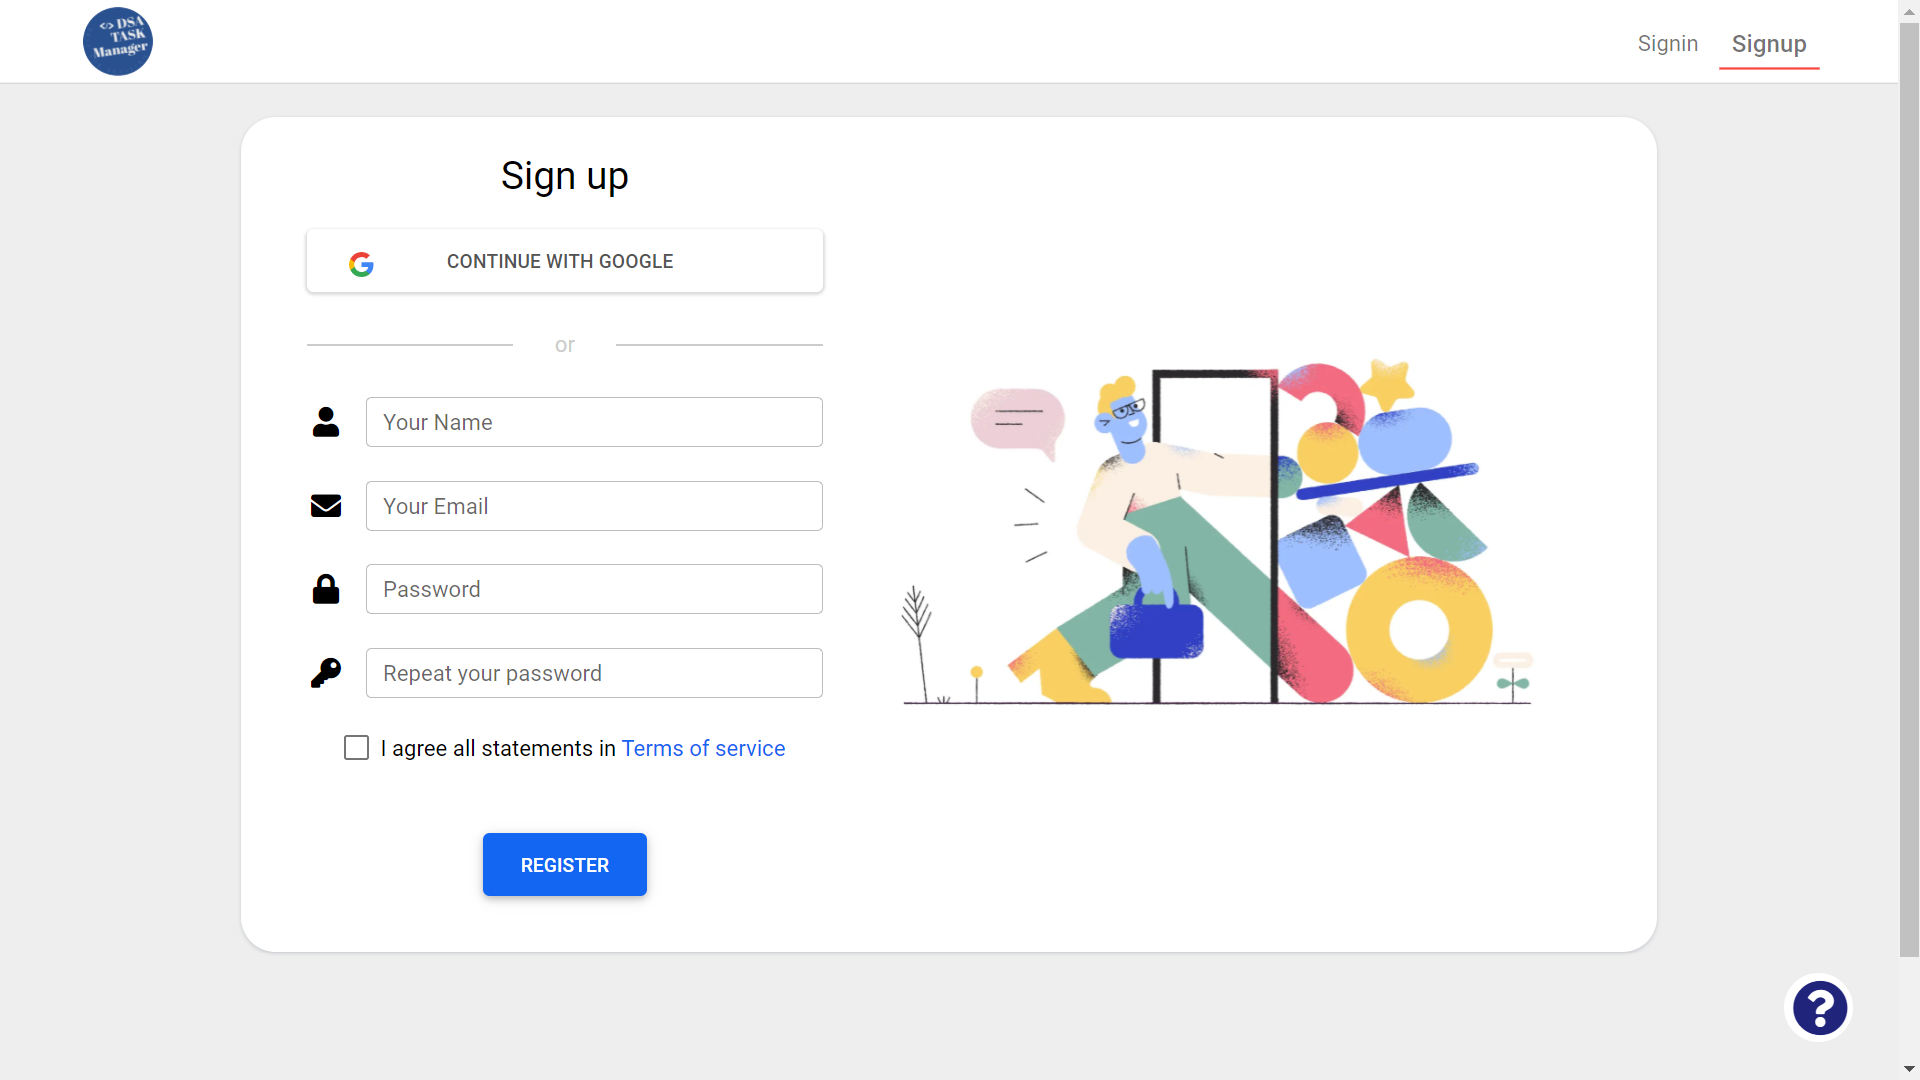 <> DSA
TASK
Manager
Signin
Signup
Sign up
CONTINUE WITH GOOGLE
or
Your Name
Your Email
Password
Repeat your password
I agree all statements in Terms of service
REGISTER
?